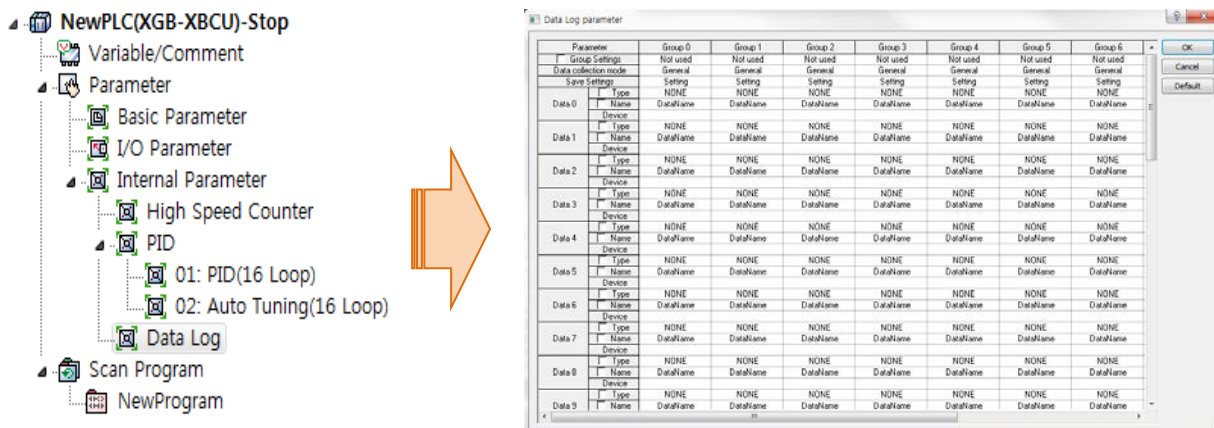 NewPLC(XGB-XBCU)-Stop
Variable/Comment
Parameter
Basic Parameter
I/O Parameter
Internal Parameter
High Speed Counter
PID
01: PID(16 Loop)
02: Auto Tuning(16 Loop)
Data Log
Scan Program
NewProgram
Data Log parameter
Parameter Group 0 Group 1 Group 2 Group 3 Group 4 Group 5 Group 6
Group Settings Not used Not used Not used Not used Not used Not used Not used
Data collection mode General General General General General General General
Save Settings Setting Setting Setting Setting Setting Setting Setting
Data 0 Type NONE NONE NONE NONE NONE NONE NONE
Name DataName DataName DataName DataName DataName DataName DataName
Device
Data 1 Type NONE NONE NONE NONE NONE NONE NONE
Name DataName DataName DataName DataName DataName DataName DataName
Device
Data 2 Type NONE NONE NONE NONE NONE NONE NONE
Name DataName DataName DataName DataName DataName DataName DataName
Device
Data 3 Type NONE NONE NONE NONE NONE NONE NONE
Name DataName DataName DataName DataName DataName DataName DataName
Device
Data 4 Type NONE NONE NONE NONE NONE NONE NONE
Name DataName DataName DataName DataName DataName DataName DataName
Device
Data 5 Type NONE NONE NONE NONE NONE NONE NONE
Name DataName DataName DataName DataName DataName DataName DataName
Device
Data 6 Type NONE NONE NONE NONE NONE NONE NONE
Name DataName DataName DataName DataName DataName DataName DataName
Device
Data 7 Type NONE NONE NONE NONE NONE NONE NONE
Name DataName DataName DataName DataName DataName DataName DataName
Device
Data 8 Type NONE NONE NONE NONE NONE NONE NONE
Name DataName DataName DataName DataName DataName DataName DataName
Device
Data 9 Type NONE NONE NONE NONE NONE NONE NONE
Name DataName DataName DataName DataName DataName DataName DataName
OK
Cancel
Default